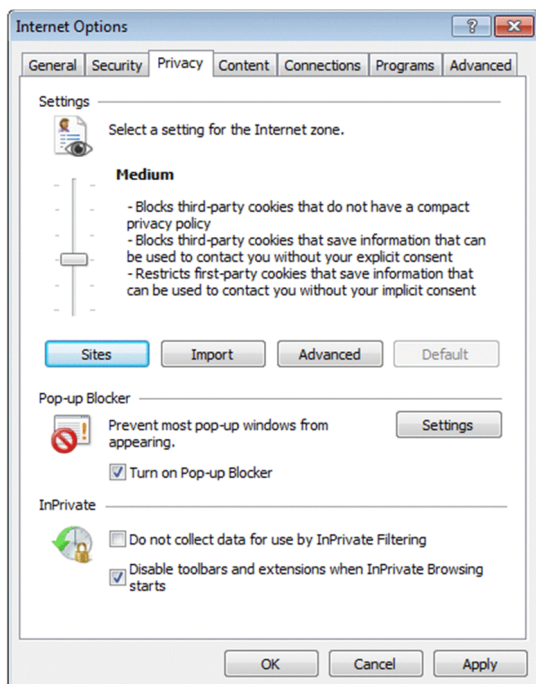 Internet Options
General Security Privacy Content Connections Programs Advanced
Settings
Select a setting for the Internet zone.
Medium
- Blocks third-party cookies that do not have a compact
privacy policy
- Blocks third-party cookies that save information that can
be used to contact you without your explicit consent
- Restricts first-party cookies that save information that
can be used to contact you without your implicit consent
Sites Import Advanced Default
Pop-up Blocker
Prevent most pop-up windows from
appearing.
Settings
Turn on Pop-up Blocker
InPrivate
Do not collect data for use by InPrivate Filtering
Disable toolbars and extensions when InPrivate Browsing
starts
OK Cancel Apply